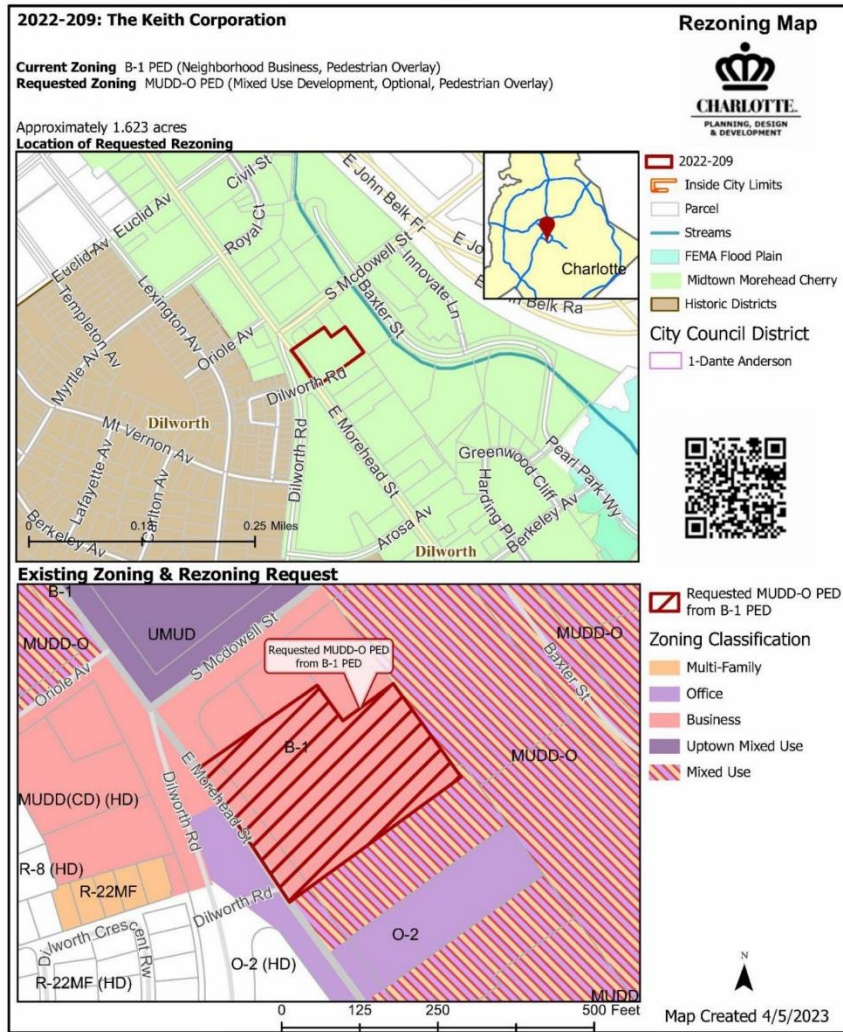 2022-209: The Keith Corporation
Current Zoning B-1 PED (Neighborhood Business, Pedestrian Overlay)
Requested Zoning MUDD-O PED (Mixed Use Development, Optional, Pedestrian Overlay)
Approximately 1.623 acres
Location of Requested Rezoning
Rezoning Map
CHARLOTTE.
PLANNING, DESIGN
& DEVELOPMENT
Civil St
Euclid Av
Euclid Av
Royal Ct
E John Belk Fr
S Mcdowell St
Innovate Ln
Baxter St
E John Belk Ra
Charlotte
Templeton Av
Lexington Av
Myrtle Av
Oriole Av
Dilworth Rd
Dilworth
Mt Vernon Av
Lafayette Av
Carlton Av
Berkeley Av
Dilworth Rd
E Morehead St
Greenwood Cliff
Harding Pl
Pearl Park Wy
Berkeley Av
Arosa Av
Dilworth
0
0.25 Miles
2022-209
Inside City Limits
Parcel
Streams
FEMA Flood Plain
Midtown Morehead Cherry
Historic Districts
City Council District
1-Dante Anderson
Existing Zoning & Rezoning Request
B-1
MUDD-O
UMUD
Oriole Av
S Mcdowell St
Requested MUDD-O PED
from B-1 PED
MUDD-O
Baxter St
B-1
MUDD-O
E Morehead St
Dilworth Rd
MUDD(CD) (HD)
R-8 (HD)
R-22MF
Dilworth Rd
Dilworth Crescent Rw
O-2
O-2 (HD)
R-22MF (HD)
MUDD
0 125 250 500 Feet
Requested MUDD-O PED
from B-1 PED
Zoning Classification
Multi-Family
Office
Business
Uptown Mixed Use
Mixed Use
N
Map Created 4/5/2023